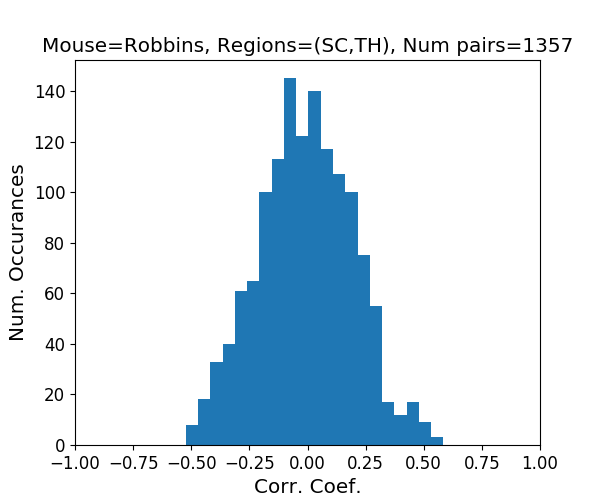 Mouse=Robbins, Regions=(SC,TH), Num pairs=1357
140
120
100
80
60
40
20
0
Num. Occurances
−1.00 −0.75 −0.50 −0.25 0.00 0.25 0.50 0.75 1.00
Corr. Coef.